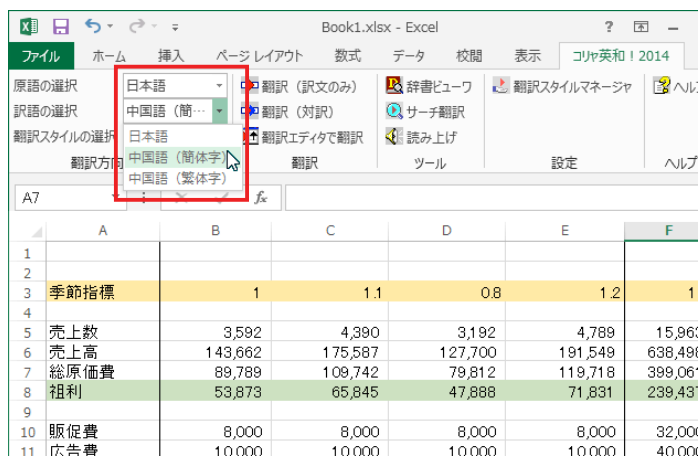 Book1.xlsx - Excel
ファイル ホーム 挿入 ページ レイアウト 数式 データ 校閲 表示 コリャ英和！2014
原語の選択 日本語 翻訳（訳文のみ） 辞書ビューワ 翻訳スタイルマネージャ ヘル
訳語の選択 中国語（簡… 翻訳（対訳） サーチ翻訳
翻訳スタイルの選択 日本語 翻訳エディタで翻訳 読み上げ
中国語（簡体字）
中国語（繁体字）
翻訳方向 翻訳 ツール 設定 ヘルプ
A7 fx
A B C D E F
1
2
3 季節指標 1 1.1 0.8 1.2 1
4
5 売上数 3,592 4,390 3,192 4,789 15,963
6 売上高 143,662 175,587 127,700 191,549 638,498
7 総原価費 89,789 109,742 79,812 119,718 399,061
8 祖利 53,873 65,845 47,888 71,831 239,437
9
10 販促費 8,000 8,000 8,000 8,000 32,000
11 広告費 10,000 10,000 10,000 10,000 40,000